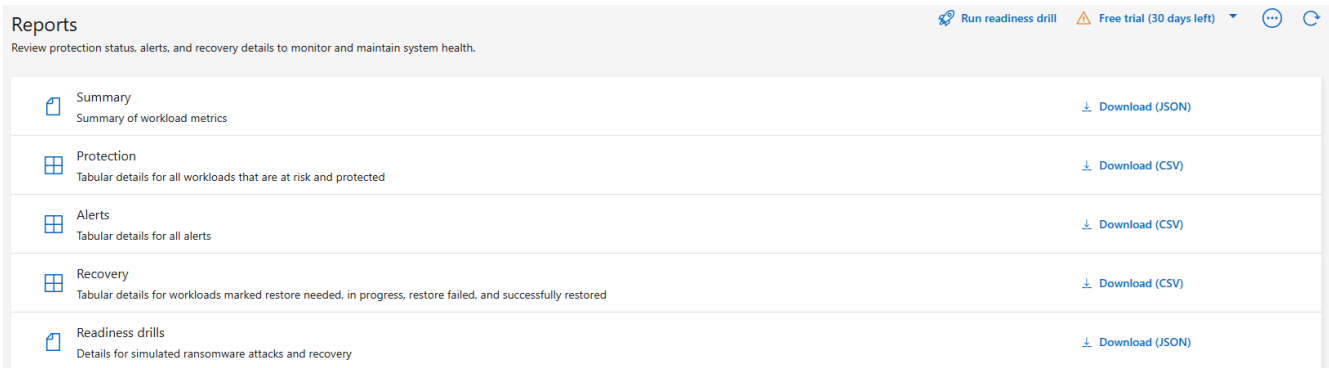 Reports
Run readiness drill
Free trial (30 days left)
Review protection status, alerts, and recovery details to monitor and maintain system health.
Summary
Summary of workload metrics
Download (JSON)
Protection
Tabular details for all workloads that are at risk and protected
Download (CSV)
Alerts
Tabular details for all alerts
Download (CSV)
Recovery
Tabular details for workloads marked restore needed, in progress, restore failed, and successfully restored
Download (CSV)
Readiness drills
Details for simulated ransomware attacks and recovery
Download (JSON)